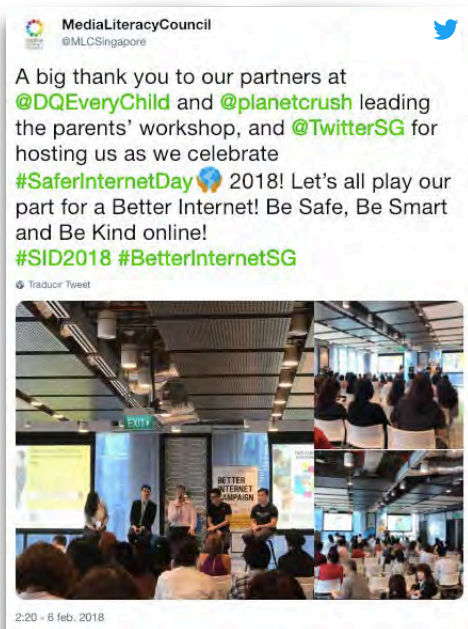 MediaLiteracyCouncil
@MLCSingapore
A big thank you to our partners at
@DQEveryChild and @planetcrush leading
the parents’ workshop, and @TwitterSG for
hosting us as we celebrate
#SaferInternetDay 2018! Let’s all play our
part for a Better Internet! Be Safe, Be Smart
and Be Kind online!
#SID2018 #BetterInternetSG
Traducir Tweet
EXIT
BETTER
INTERNET
CAMPAIGN
2:20 - 6 feb. 2018